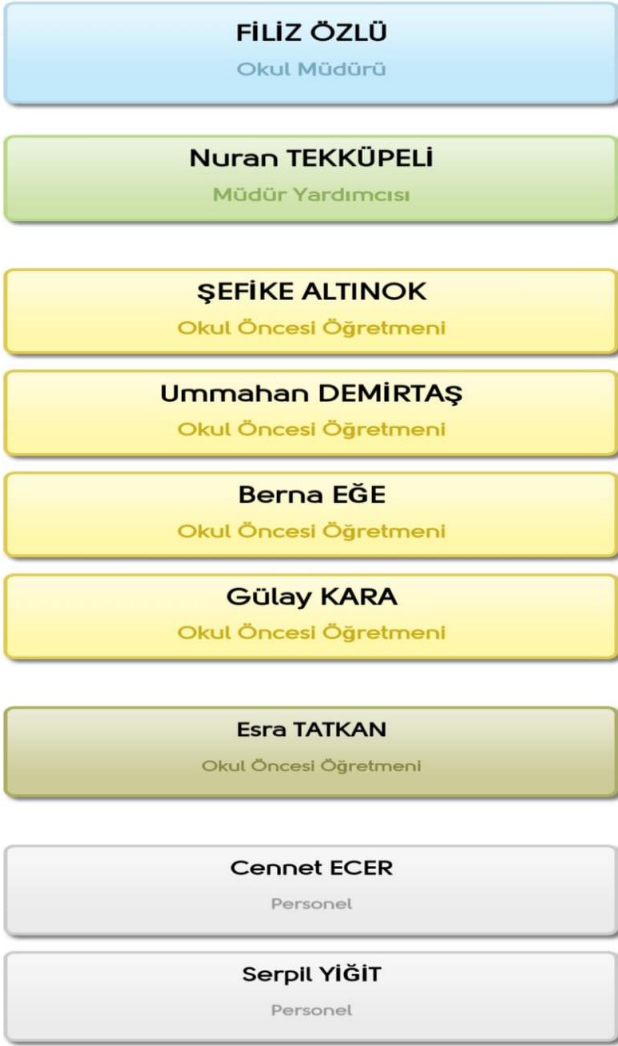 FİLİZ ÖZLÜ
Okul Müdürü
Nuran TEKKÜPELİ
Müdür Yardımcısı
ŞEFİKE ALTINOK
Okul Öncesi Öğretmeni
Ummahan DEMİRTAŞ
Okul Öncesi Öğretmeni
Berna EĞE
Okul Öncesi Öğretmeni
Gülay KARA
Okul Öncesi Öğretmeni
Esra TATKAN
Okul Öncesi Öğretmeni
Cennet ECER
Personel
Serpil YİĞİT
Personel